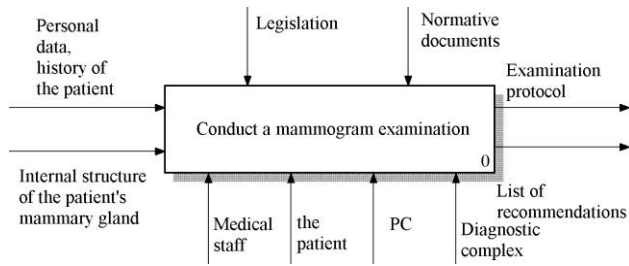 Personal
data,
history of
the patient
Legislation
Normative
documents
Examination
protocol
Conduct a mammogram examination
0
Internal structure
of the patient's
mammary gland
Medical
staff
the
patient
PC
Diagnostic
complex
List of
recommendations